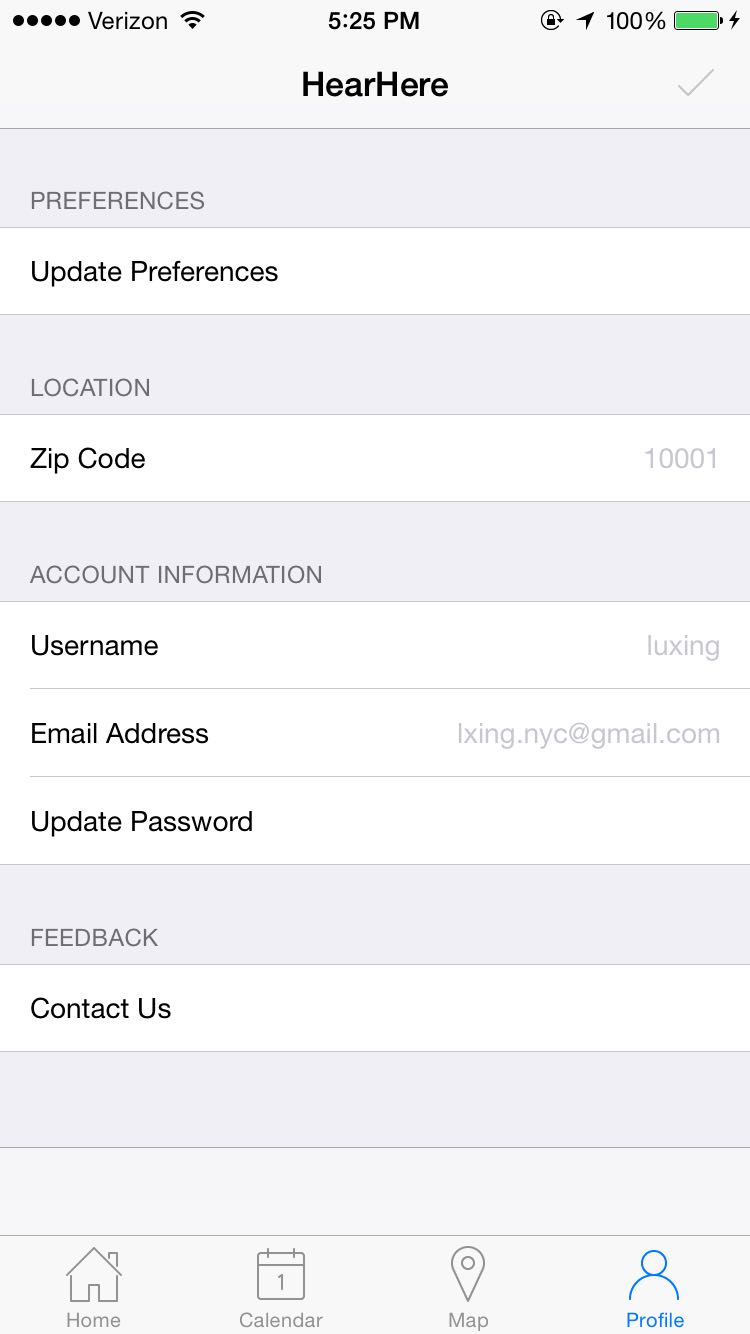 Verizon 5:25 PM 100%
HearHere
PREFERENCES
Update Preferences
LOCATION
Zip Code 10001
ACCOUNT INFORMATION
Username luxing
Email Address lxing.nyc@gmail.com
Update Password
FEEDBACK
Contact Us
1
Home Calendar Map Profile